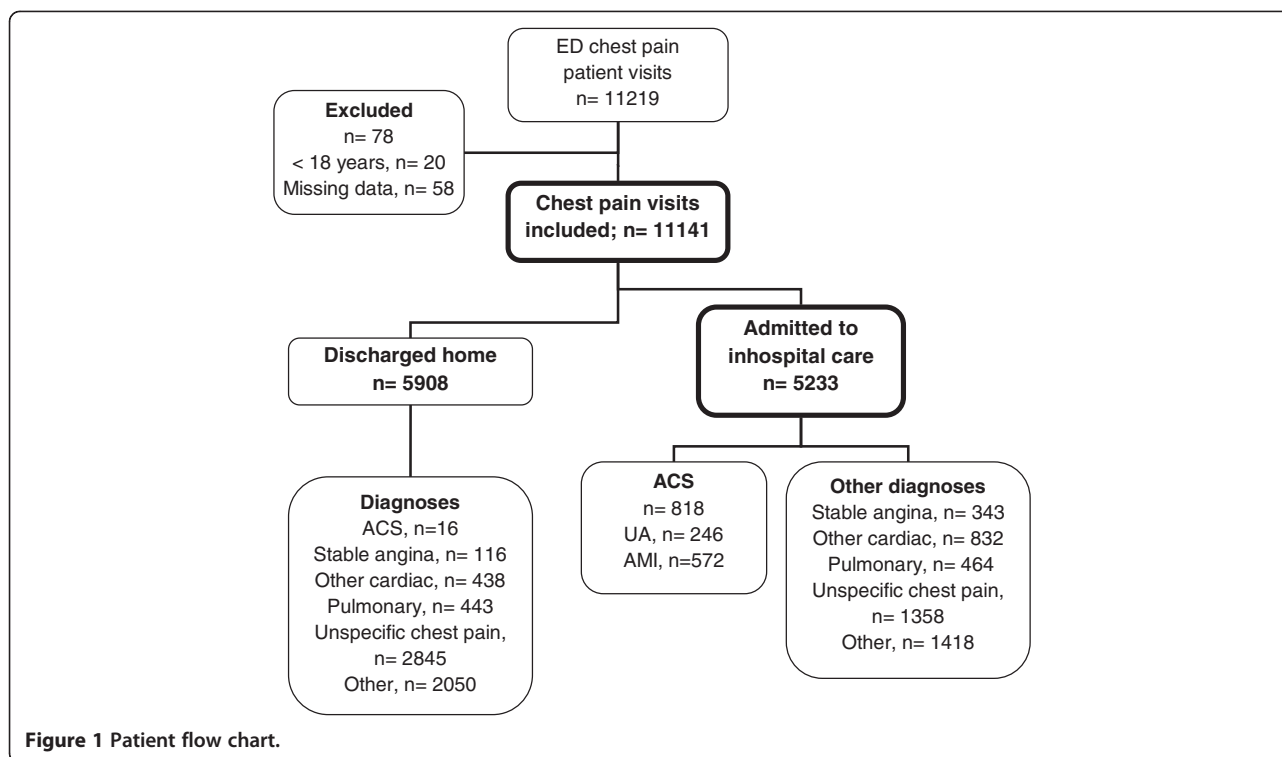 ED chest pain
patient visits
n= 11219
Excluded
n= 78
< 18 years, n= 20
Missing data, n= 58
Chest pain visits
included; n= 11141
Discharged home
n= 5908
Admitted to
inhospital care
n= 5233
Diagnoses
ACS, n=16
Stable angina, n= 116
Other cardiac, n= 438
Pulmonary, n= 443
Unspecific chest pain,
n= 2845
Other, n= 2050
ACS
n= 818
UA, n= 246
AMI, n=572
Other diagnoses
Stable angina, n= 343
Other cardiac, n= 832
Pulmonary, n= 464
Unspecific chest pain,
n= 1358
Other, n= 1418
Figure 1 Patient flow chart.